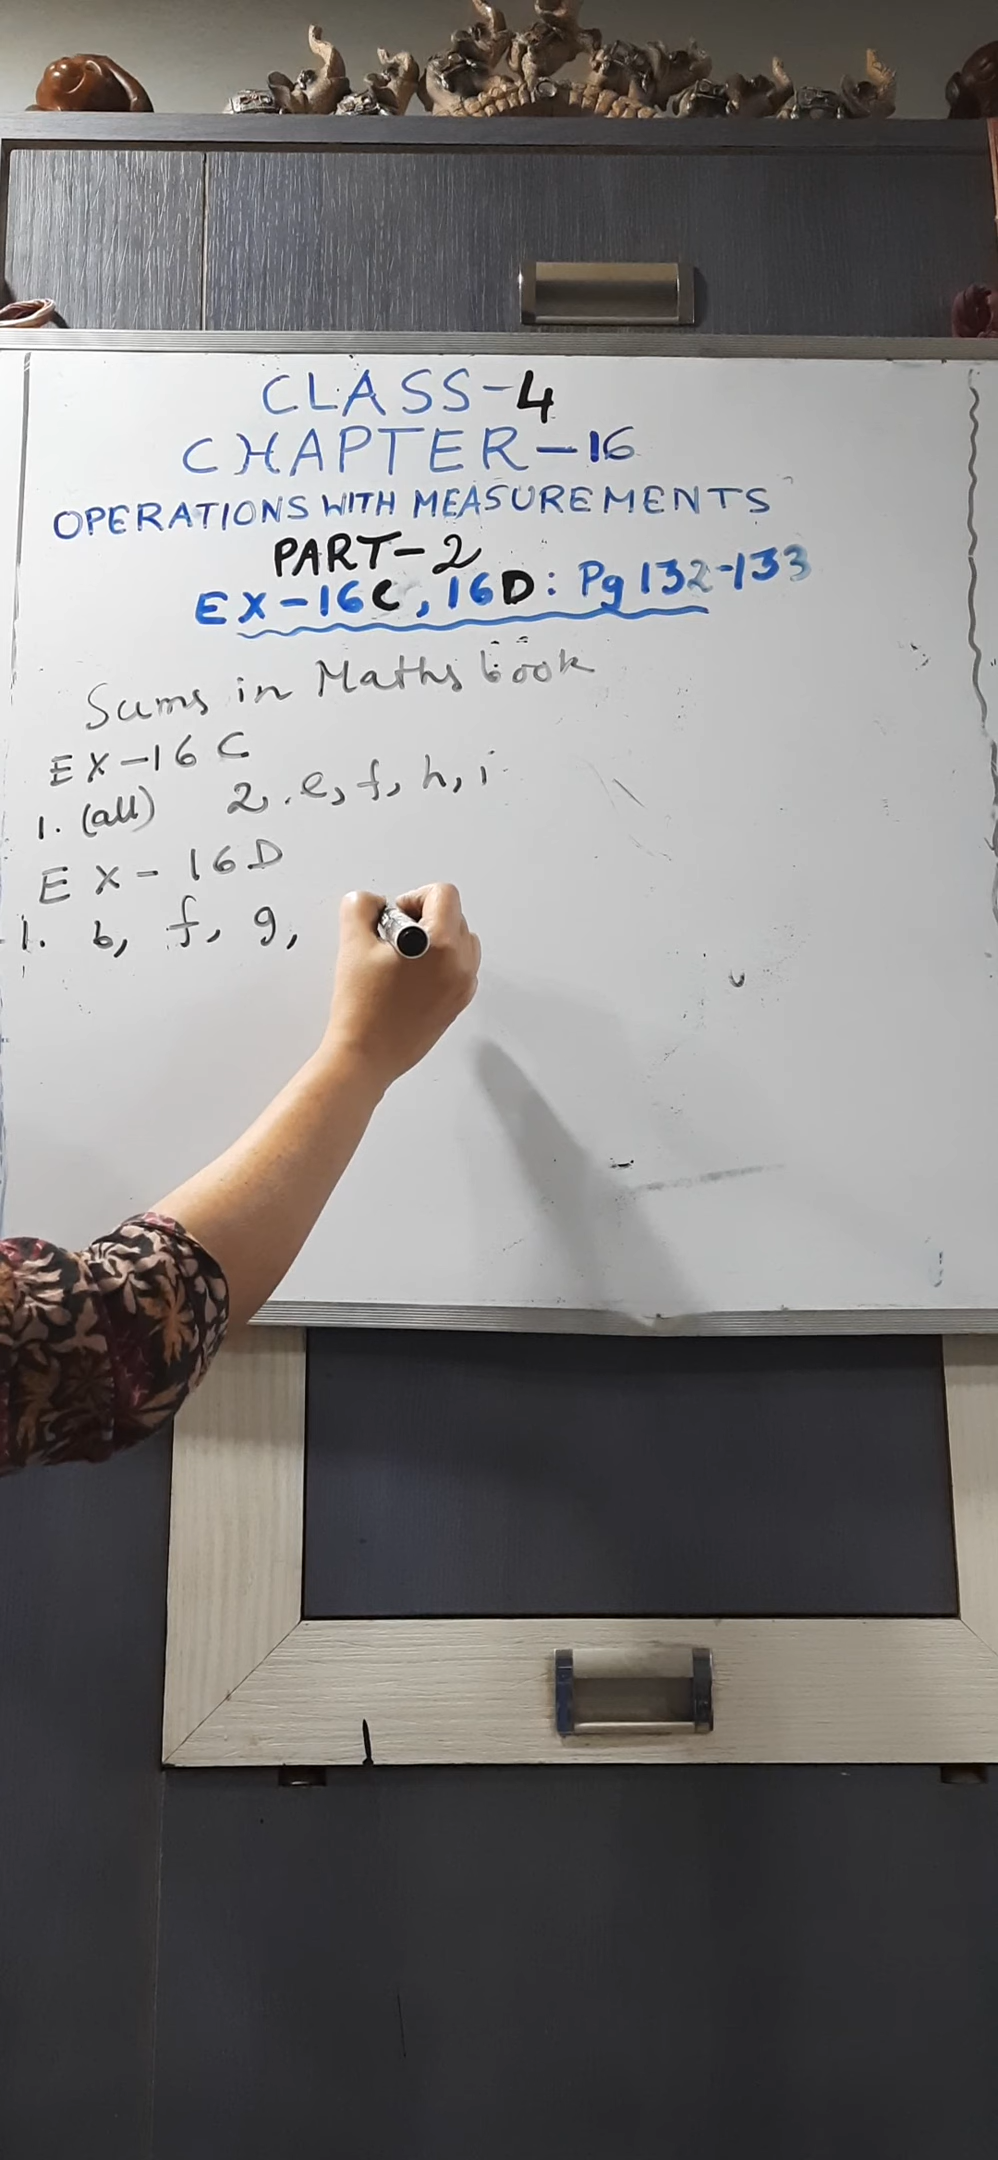 CLASS-4
CHAPTER-16
OPERATIONS WITH MEASUREMENTS
PART-2
EX-16C, 16D: Pg 132-133
Sums in Maths book
EX-16 C
1. (all) 2. e, f, h, i
EX-16D
1. b, f, g,